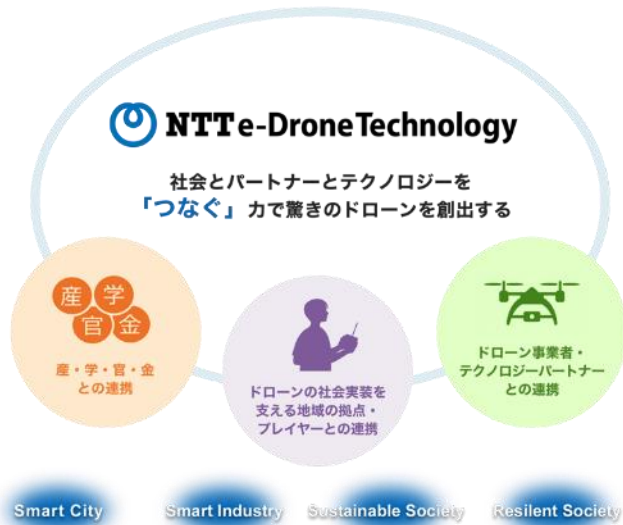 NTT e-Drone Technology
社会とパートナーとテクノロジーを
「つなぐ」力で驚きのドローンを創出する
産 学
官 金
産・学・官・金
との連携
ドローンの社会実装を
支える地域の拠点・
プレイヤーとの連携
ドローン事業者・
テクノロジーパートナー
との連携
Smart City
Smart Industry
Sustainable Society
Resilent Society